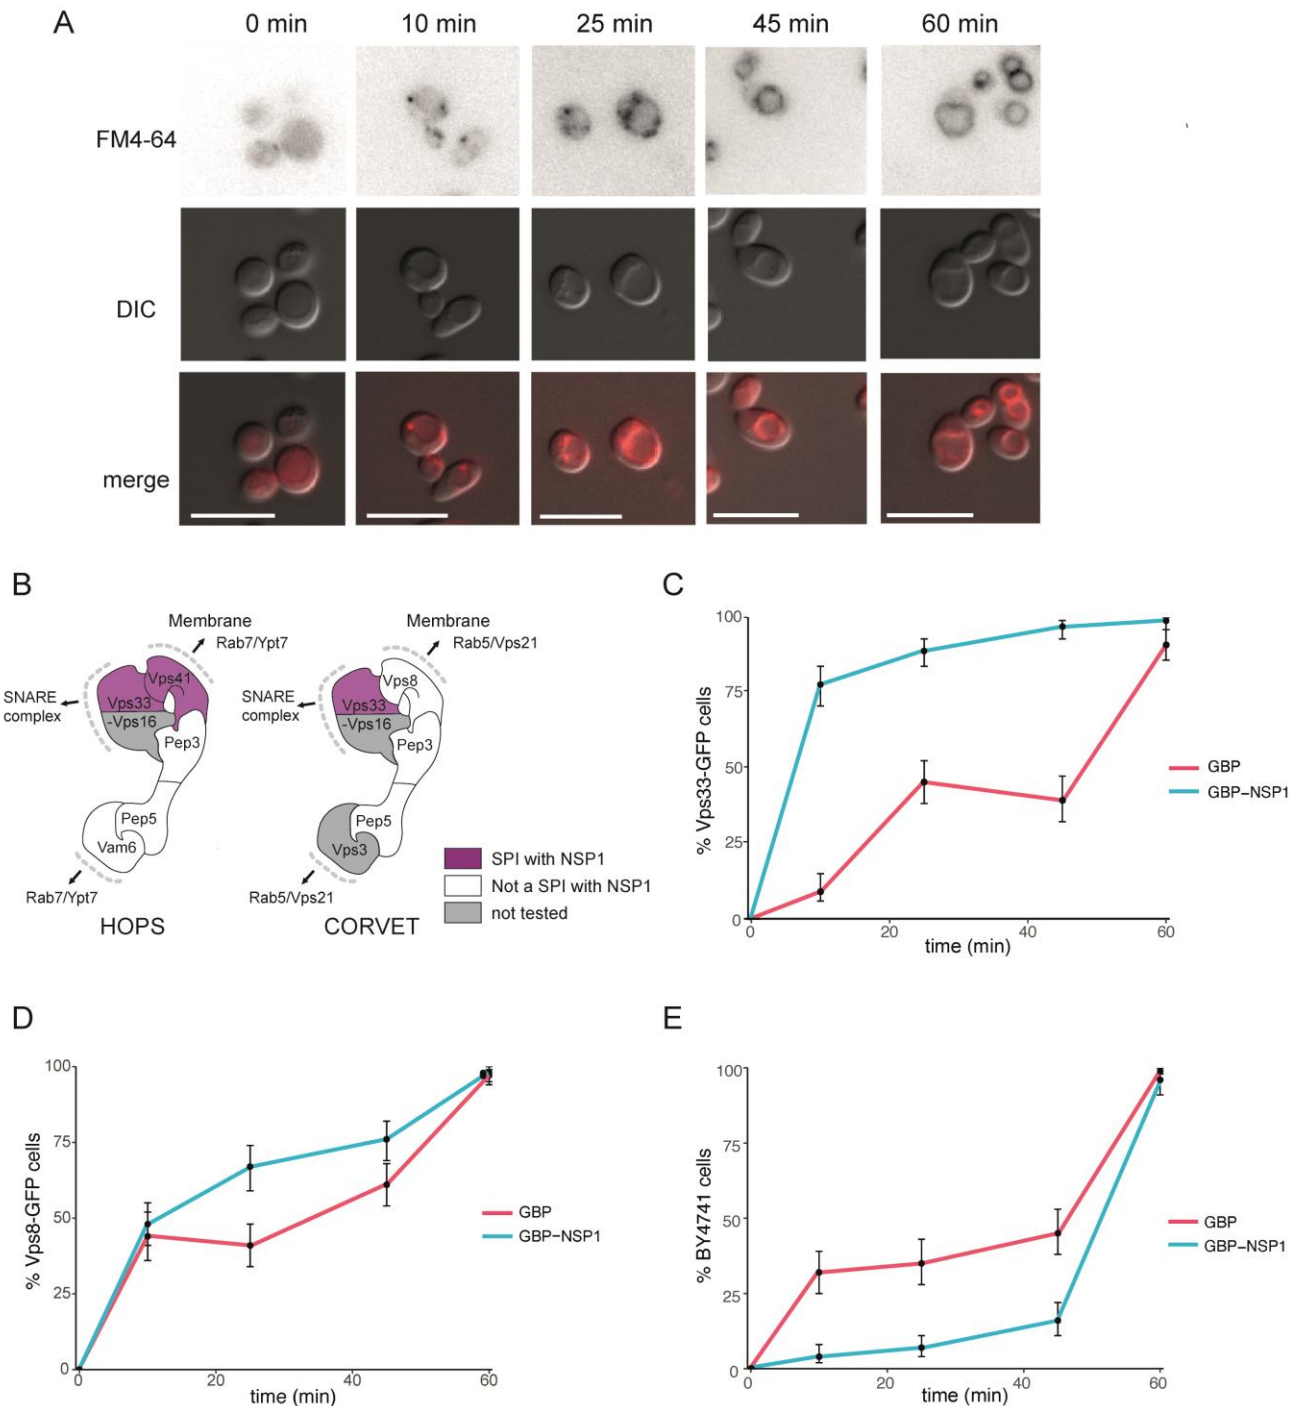 A
0 min
10 min
25 min
45 min
60 min
FM4-64
DIC
merge
B
Membrane
Rab7/Ypt7
SNARE
complex
Vps41
Vps33
-Vps16
Pep3
Pep5
Vam6
Rab7/Ypt7
HOPS
Membrane
Rab5/Vps21
SNARE
complex
Vps8
Vps33
-Vps16
Pep3
Pep5
Vps3
Rab5/Vps21
CORVET
SPI with NSP1
Not a SPI with NSP1
not tested
C
% Vps33-GFP cells
100
75
50
25
0
0
20
40
60
time (min)
GBP
GBP–NSP1
D
% Vps8-GFP cells
100
75
50
25
0
0
20
40
60
time (min)
GBP
GBP–NSP1
E
% BY4741 cells
100
75
50
25
0
0
20
40
60
time (min)
GBP
GBP–NSP1